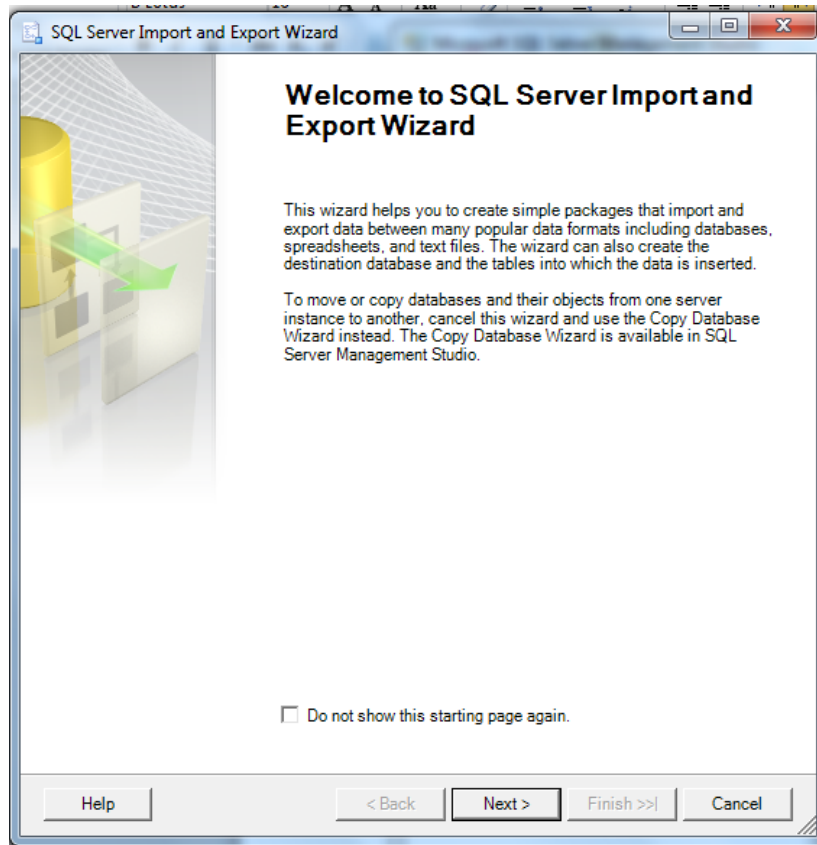 SQL Server Import and Export Wizard
Welcome to SQL Server Import and
Export Wizard
This wizard helps you to create simple packages that import and
export data between many popular data formats including databases,
spreadsheets, and text files. The wizard can also create the
destination database and the tables into which the data is inserted.
To move or copy databases and their objects from one server
instance to another, cancel this wizard and use the Copy Database
Wizard instead. The Copy Database Wizard is available in SQL
Server Management Studio.
Do not show this starting page again.
Help
< Back
Next >
Finish >>|
Cancel